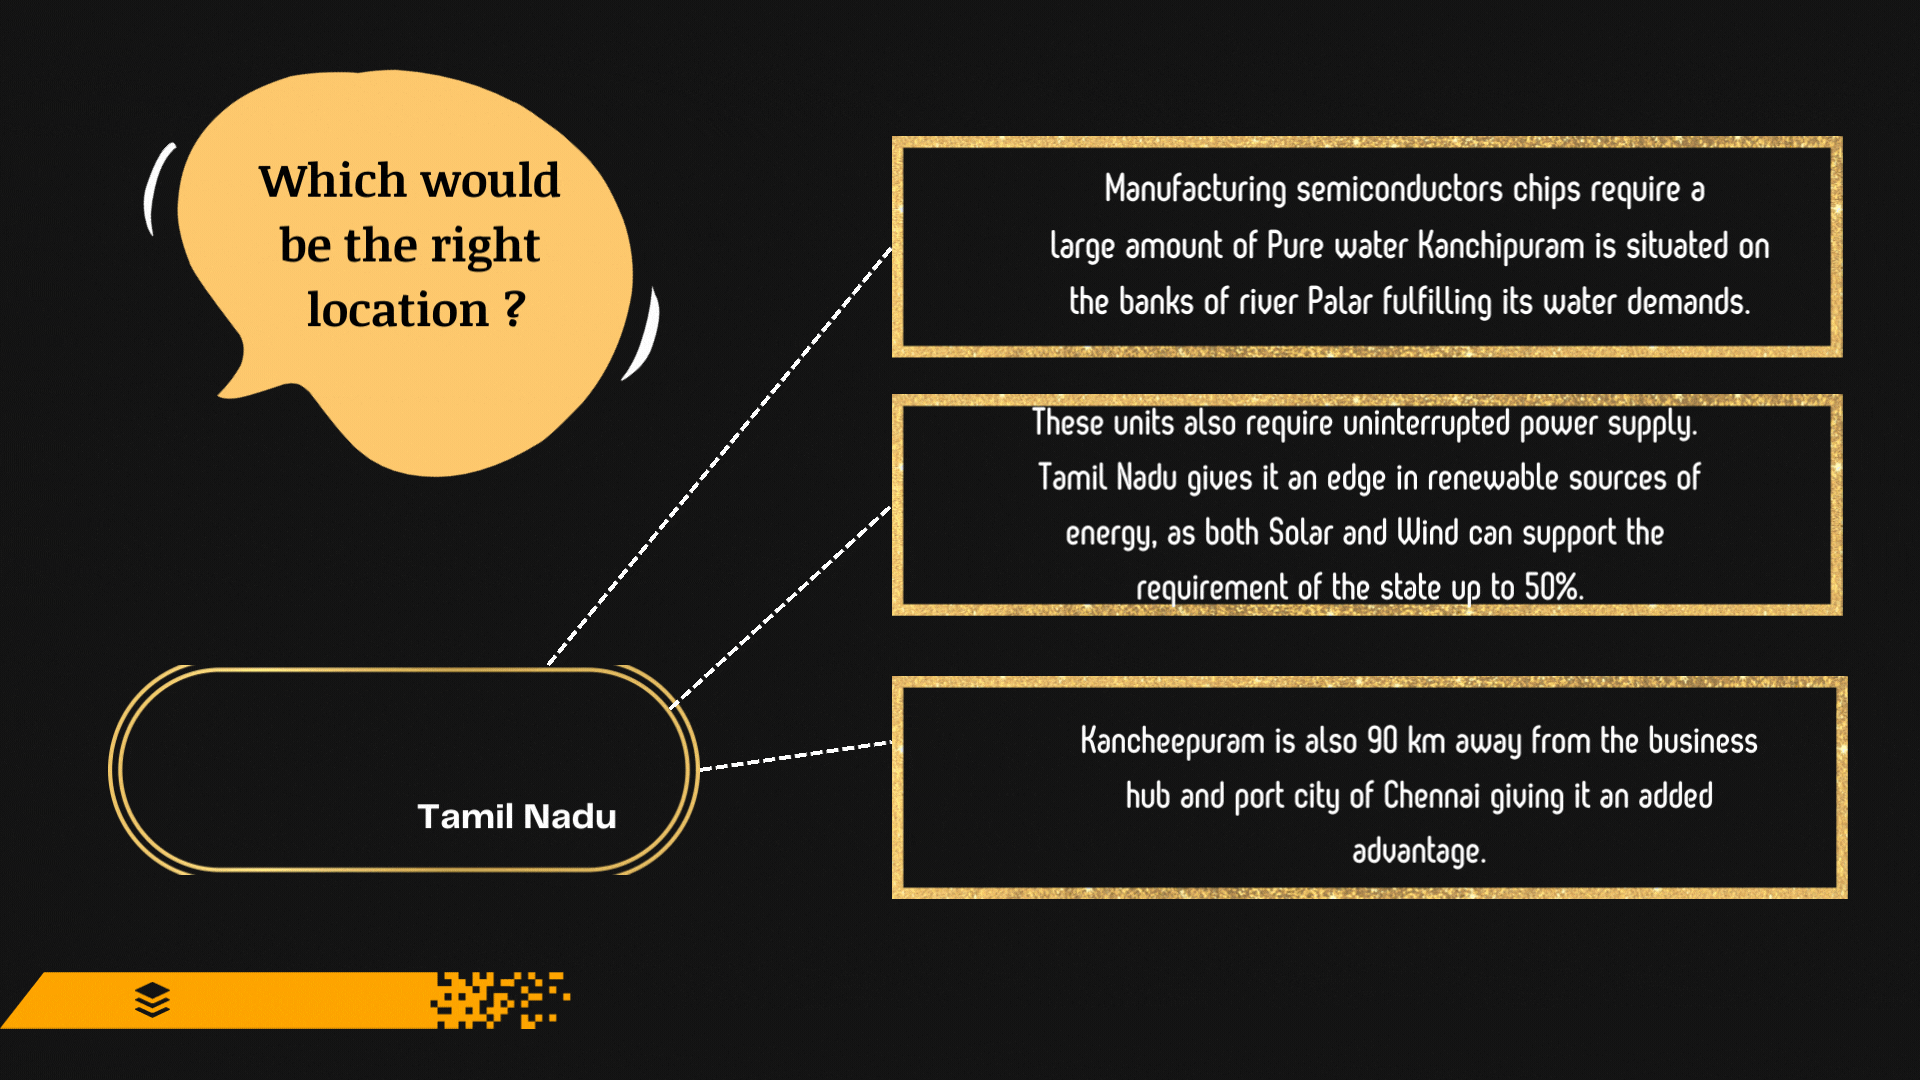 Which would
be the right
location ?
Manufacturing semiconductors chips require a
large amount of Pure water Kanchipuram is situated on
the banks of river Palar fulfilling its water demands.
These units also require uninterrupted power supply.
Tamil Nadu gives it an edge in renewable sources of
energy, as both Solar and Wind can support the
requirement of the state up to 50%.
Tamil Nadu
Kancheepuram is also 90 km away from the business
hub and port city of Chennai giving it an added
advantage.